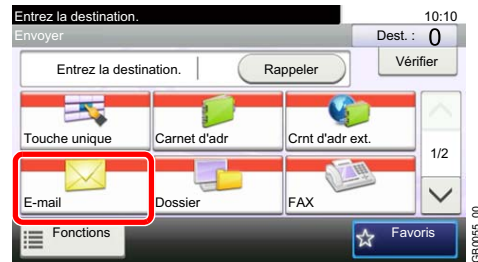 Entrez la destination.
10:10
Envoyer
Dest. : 0
Entrez la destination.
Rappeler
Vérifier
Touche unique
Carnet d'adr
Crnt d'adr ext.
1/2
E-mail
Dossier
FAX
Fonctions
Favoris
GB0055_00